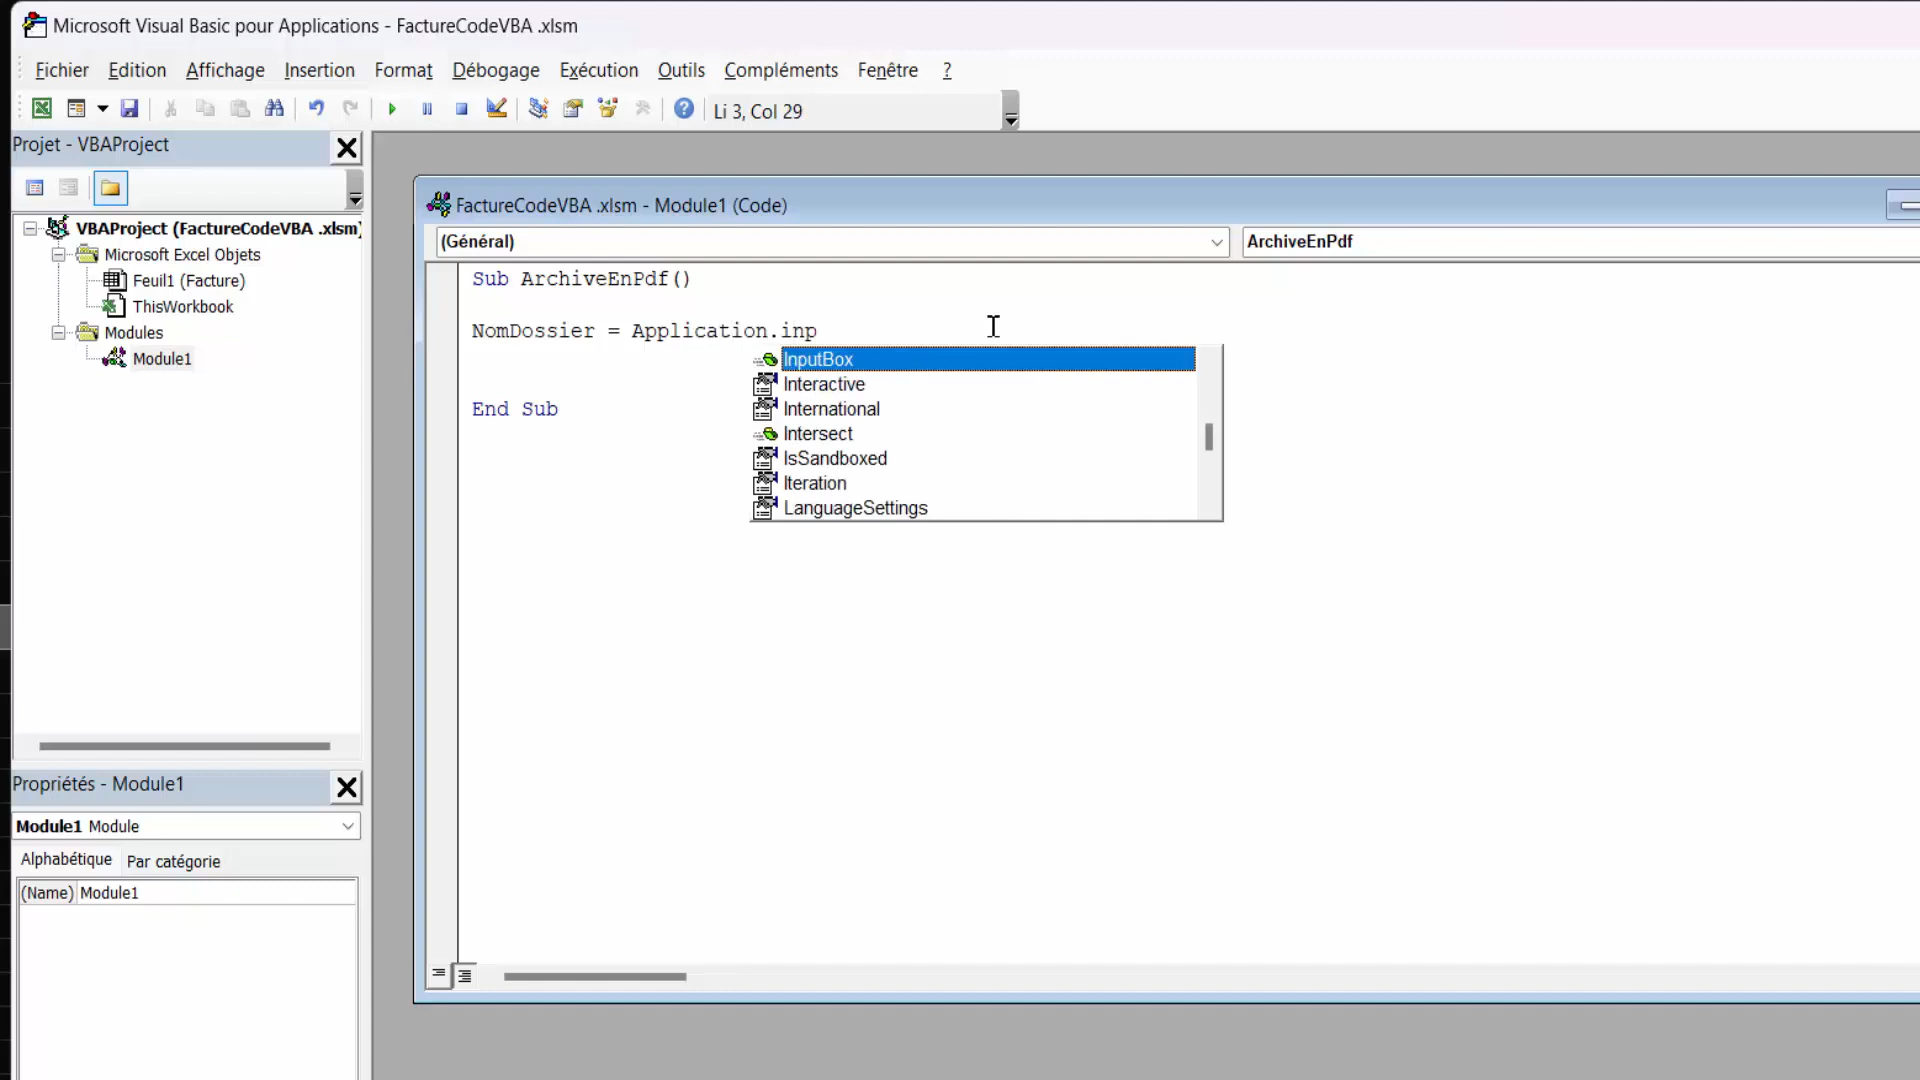 Microsoft Visual Basic pour Applications - FactureCodeVBA .xlsm
Fichier Edition Affichage Insertion Format Débogage Exécution Outils Compléments Fenêtre ?
Li 3, Col 29
Projet - VBAProject
VBAProject (FactureCodeVBA .xlsm)
Microsoft Excel Objets
Feuil1 (Facture)
ThisWorkbook
Modules
Module1
Propriétés - Module1
Module1 Module
Alphabétique Par catégorie
(Name) Module1
FactureCodeVBA .xlsm - Module1 (Code)
(Général) ArchiveEnPdf
Sub ArchiveEnPdf()
NomDossier = Application.inp
InputBox
Interactive
International
Intersect
IsSandboxed
Iteration
LanguageSettings
End Sub